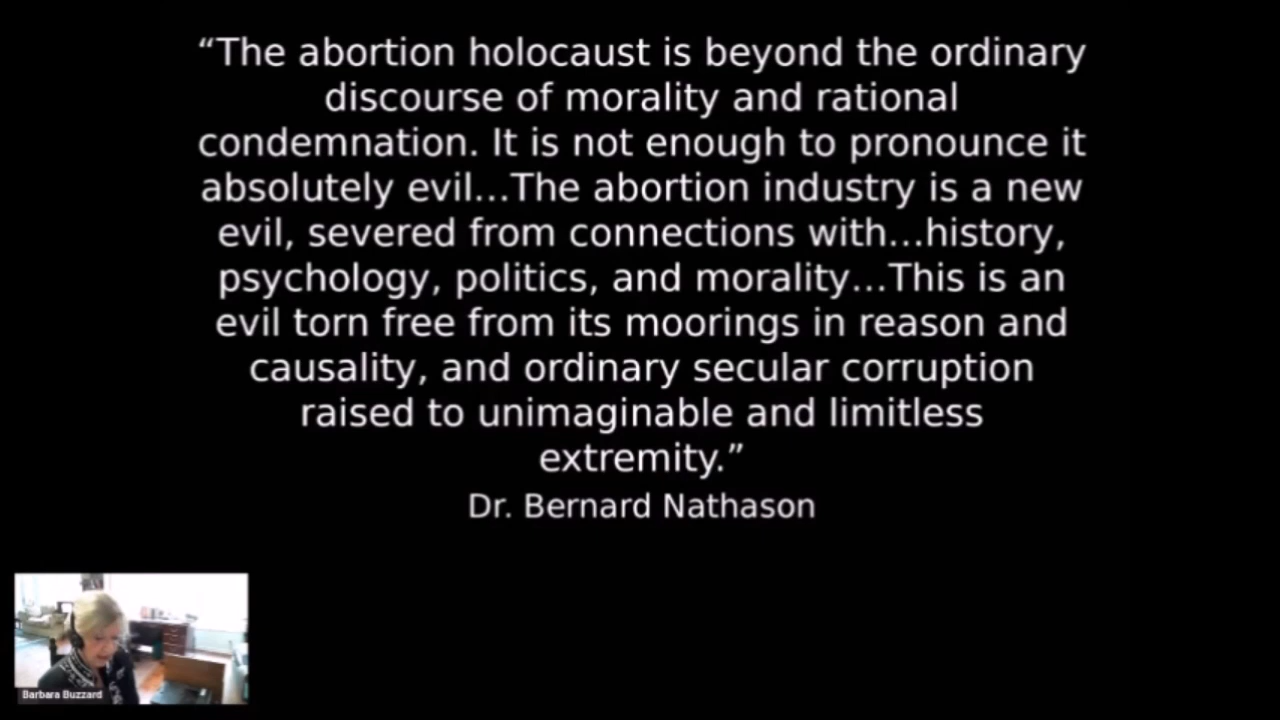 “The abortion holocaust is beyond the ordinary
discourse of morality and rational
condemnation. It is not enough to pronounce it
absolutely evil...The abortion industry is a new
evil, severed from connections with...history,
psychology, politics, and morality...This is an
evil torn free from its moorings in reason and
causality, and ordinary secular corruption
raised to unimaginable and limitless
extremity.”
Dr. Bernard Nathason
Barbara Buzzard